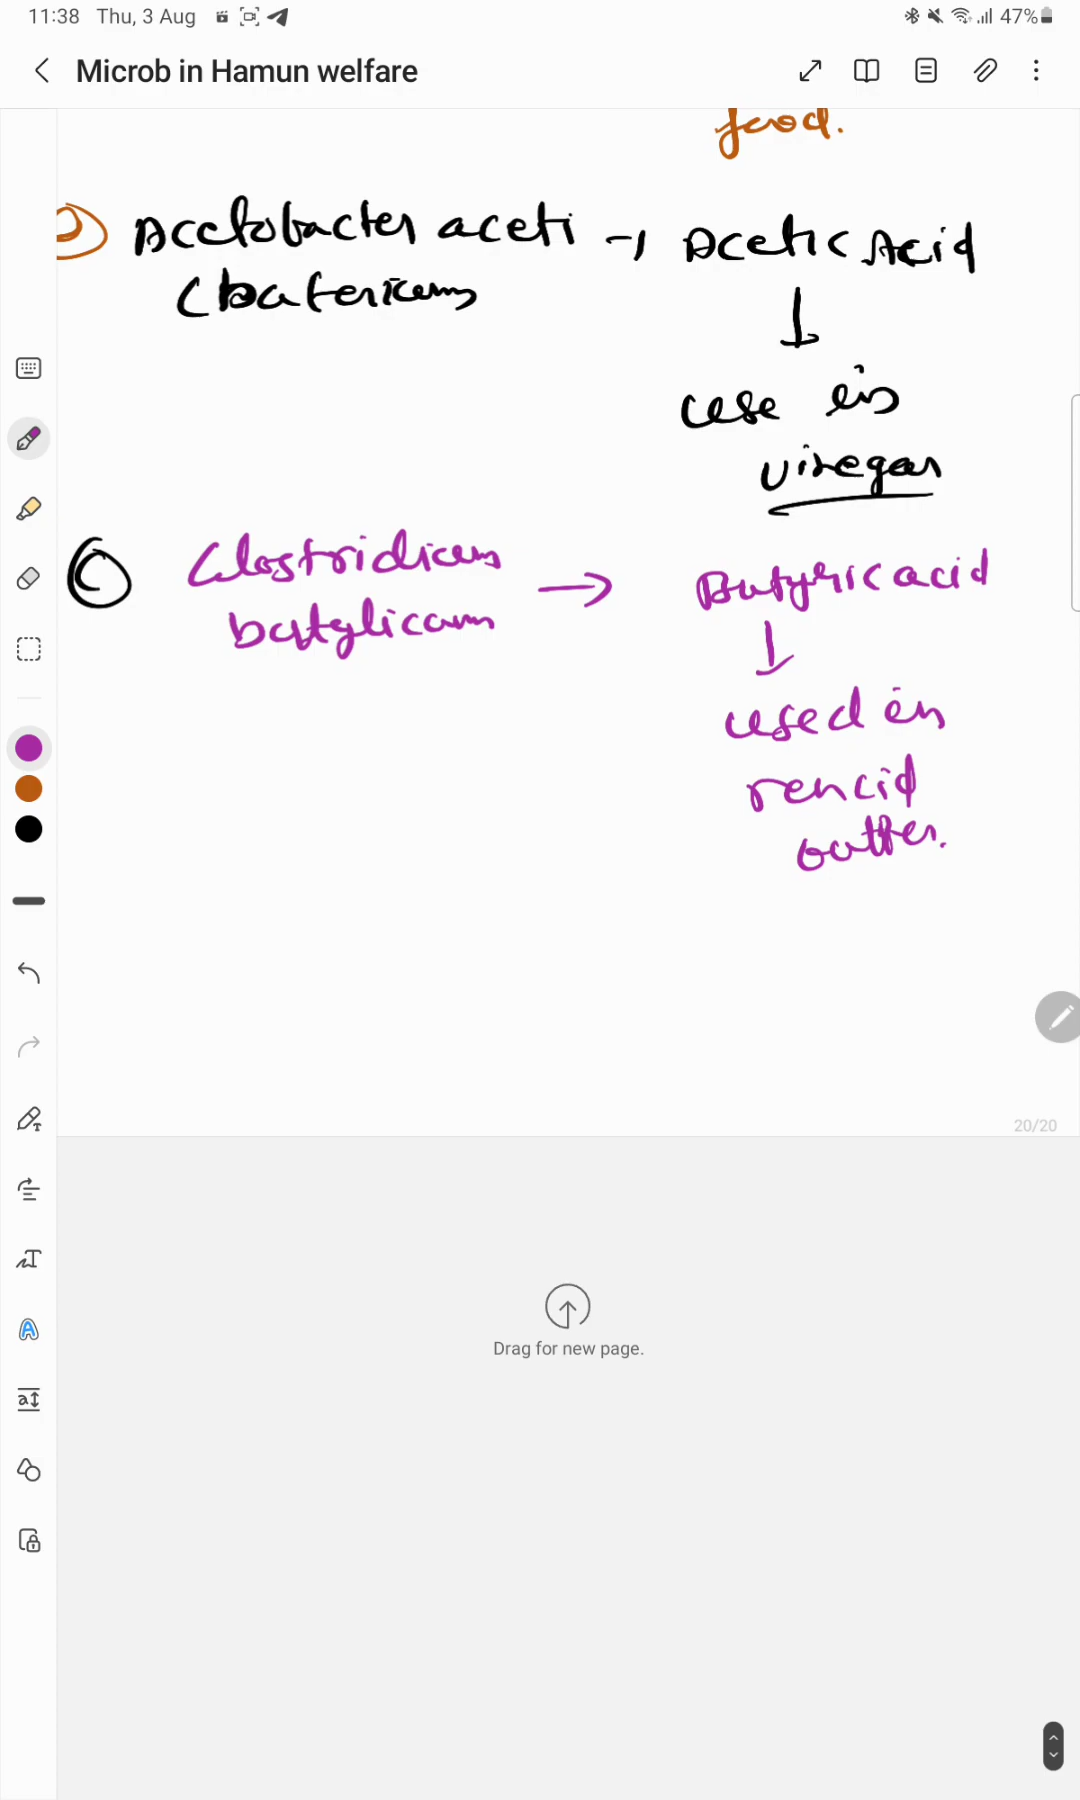 11:38 Thu, 3 Aug 47%
Microb in Hamun welfare
food.
Acetobacter aceti → Acetic Acid
(baterium)
use in
vinegar
C Clostridium → Butyric acid
butylicum
used in
rencid
butter.
20/20
Drag for new page.